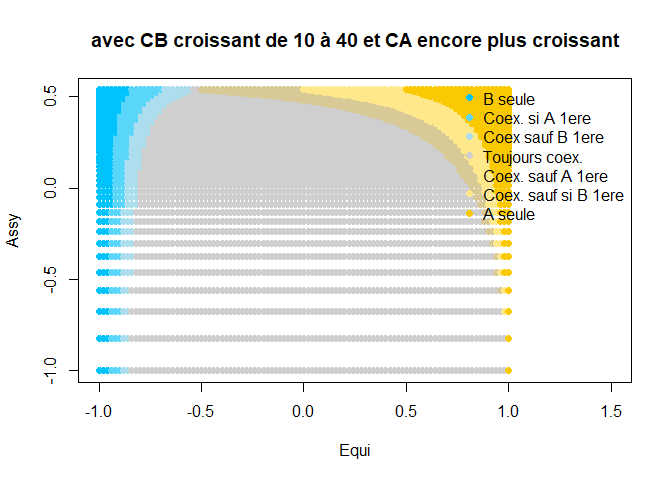 avec CB croissant de 10 à 40 et CA encore plus croissant
B seule
Coex. si A 1ere
Coex sauf B 1ere
Toujours coex.
Coex. sauf A 1ere
Coex. sauf si B 1ere
A seule
Assy
0.5
0.0
-0.5
-1.0
-1.0
-0.5
0.0
0.5
1.0
1.5
Equi